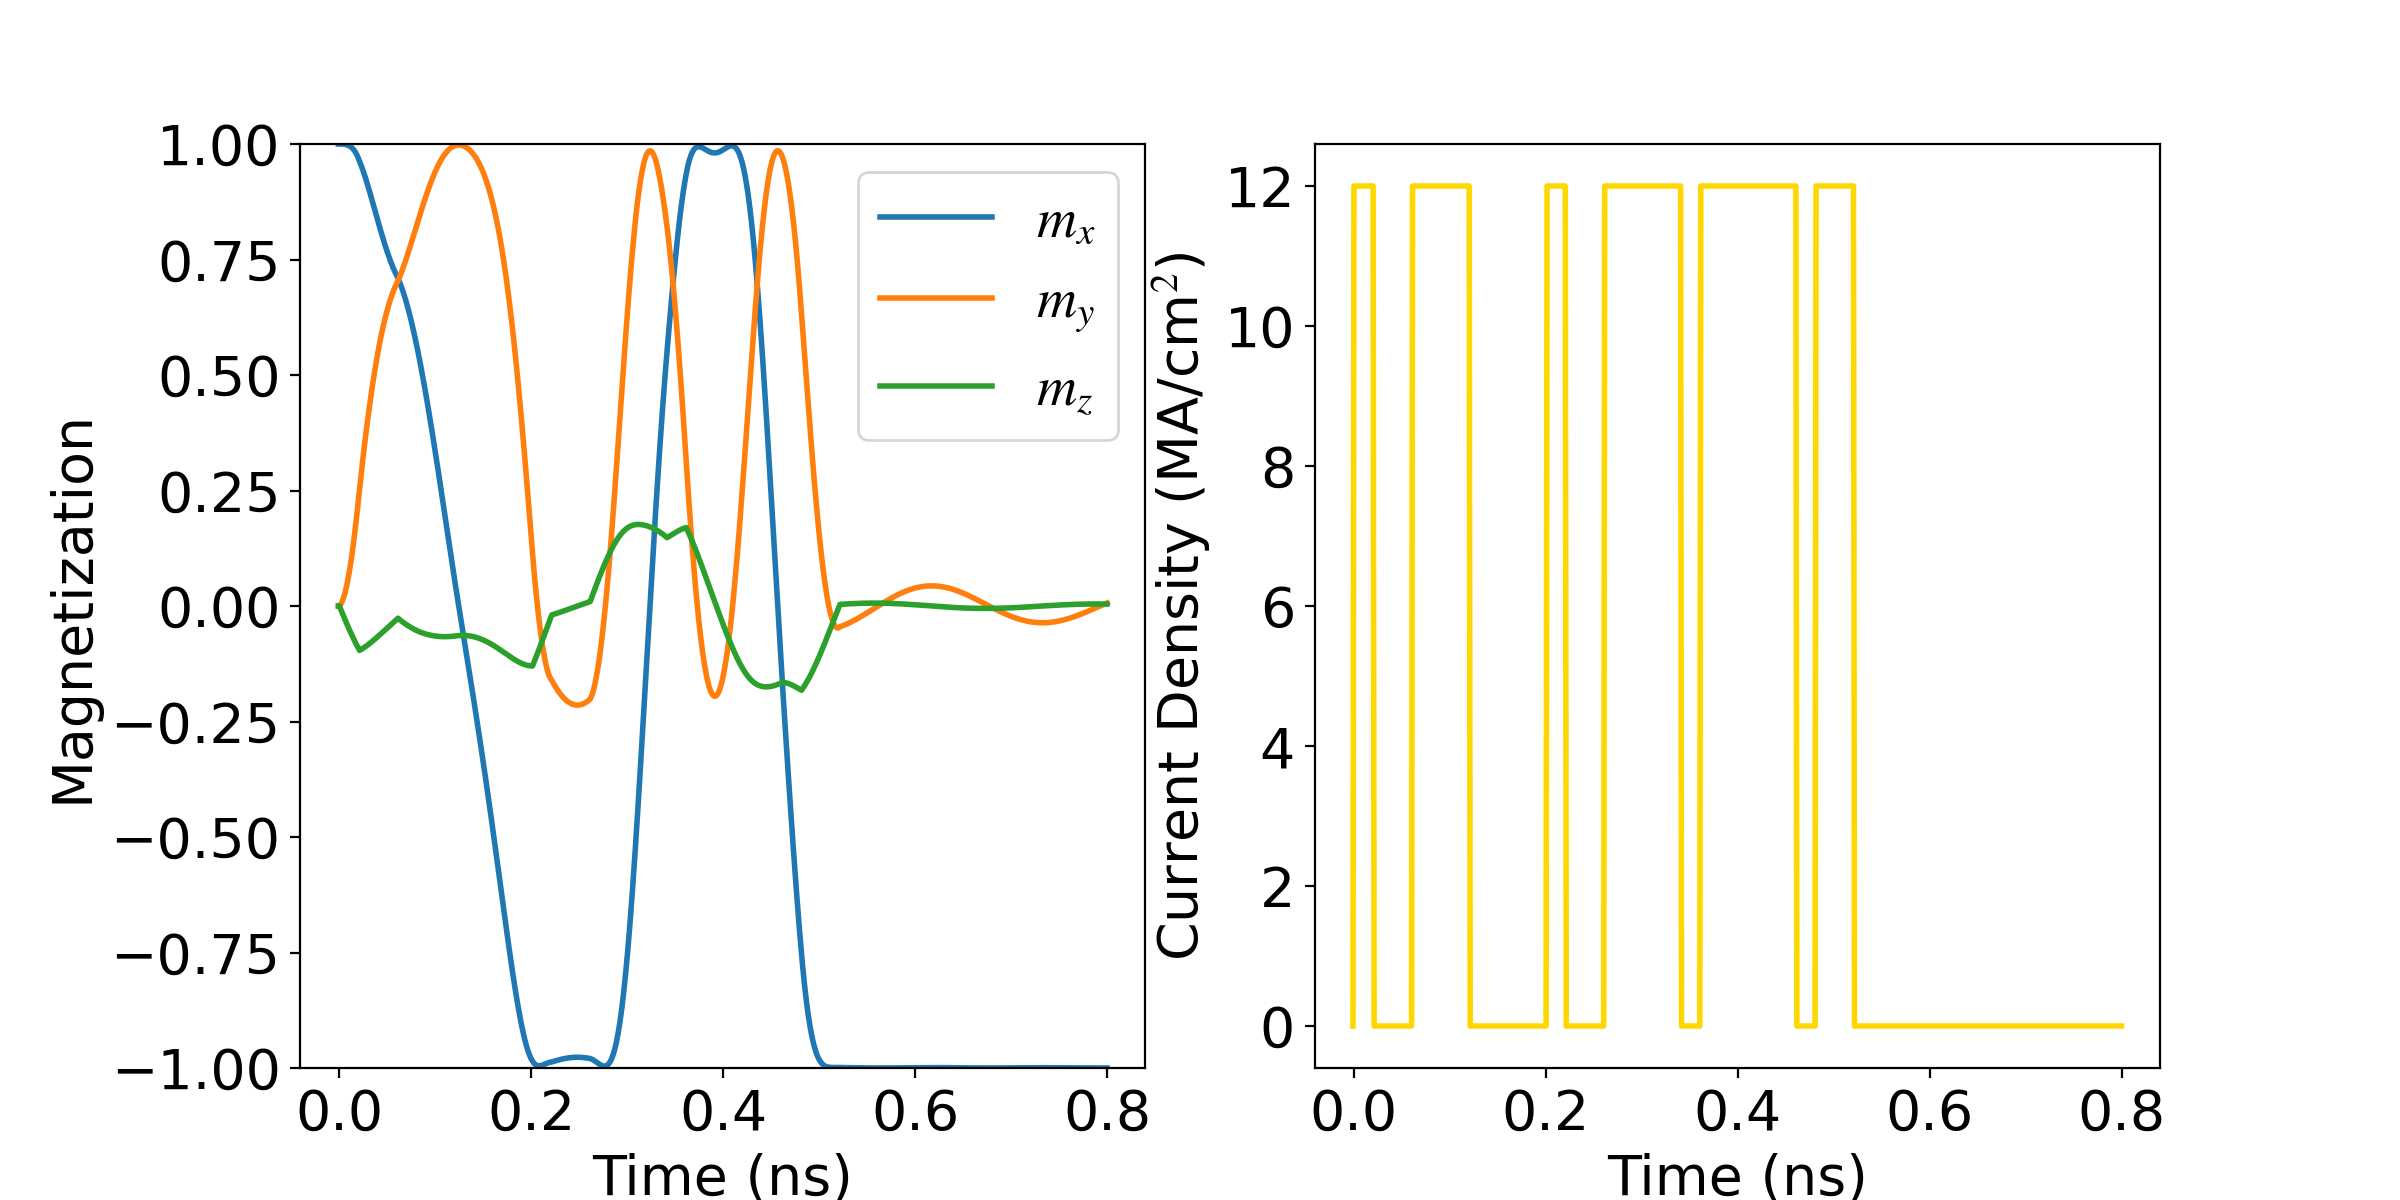 Magnetization
1.00
0.75
0.50
0.25
0.00
−0.25
−0.50
−0.75
−1.00
0.0 0.2 0.4 0.6 0.8
Time (ns)
m_x
m_y
m_z
Current Density (MA/cm²)
12
10
8
6
4
2
0
0.0 0.2 0.4 0.6 0.8
Time (ns)